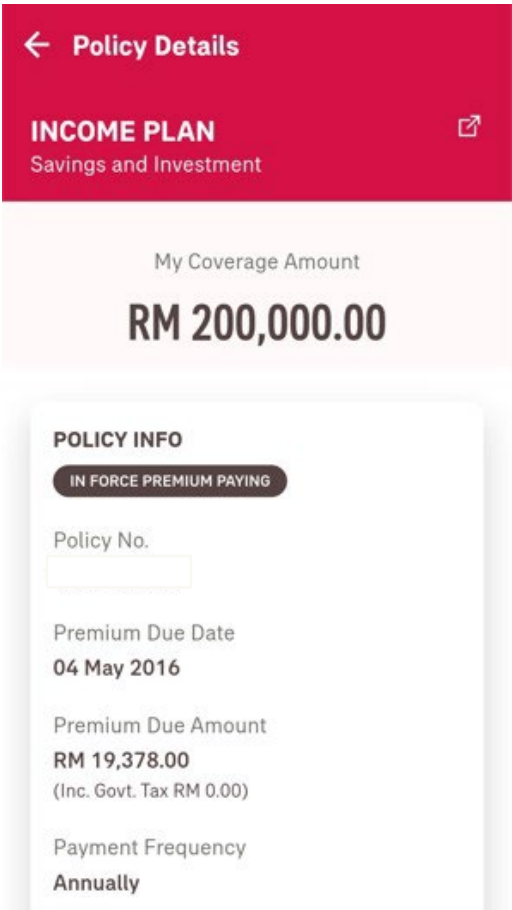 Policy Details
INCOME PLAN
Savings and Investment
My Coverage Amount
RM 200,000.00
POLICY INFO
IN FORCE PREMIUM PAYING
Policy No.
Premium Due Date
04 May 2016
Premium Due Amount
RM 19,378.00
(Inc. Govt. Tax RM 0.00)
Payment Frequency
Annually